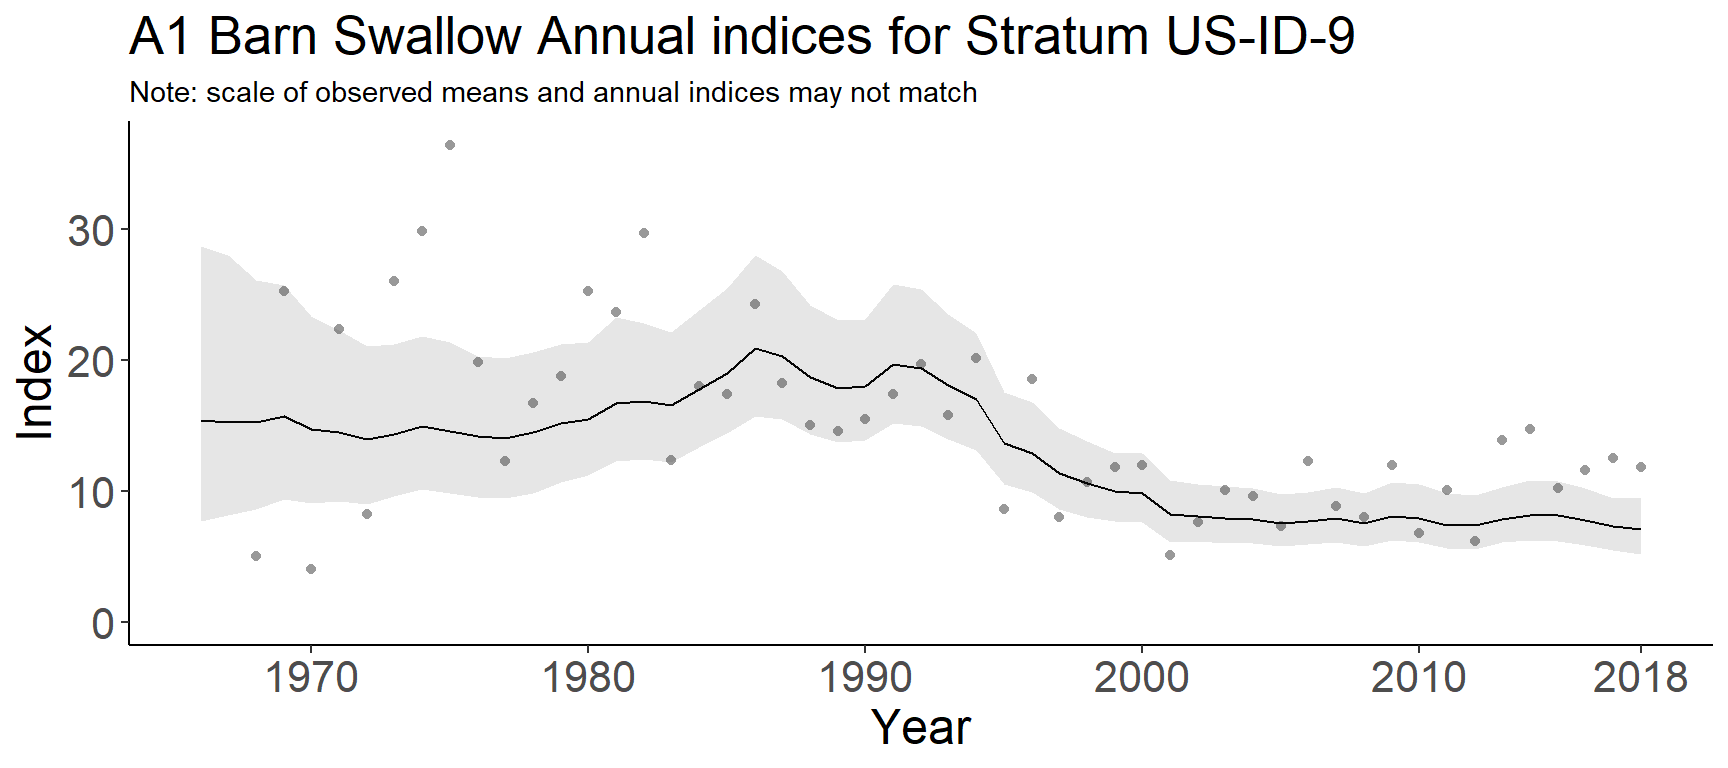 A1 Barn Swallow Annual indices for Stratum US-ID-9
Note: scale of observed means and annual indices may not match
Index
30
20
10
0
1970 1980 1990 2000 2010 2018
Year